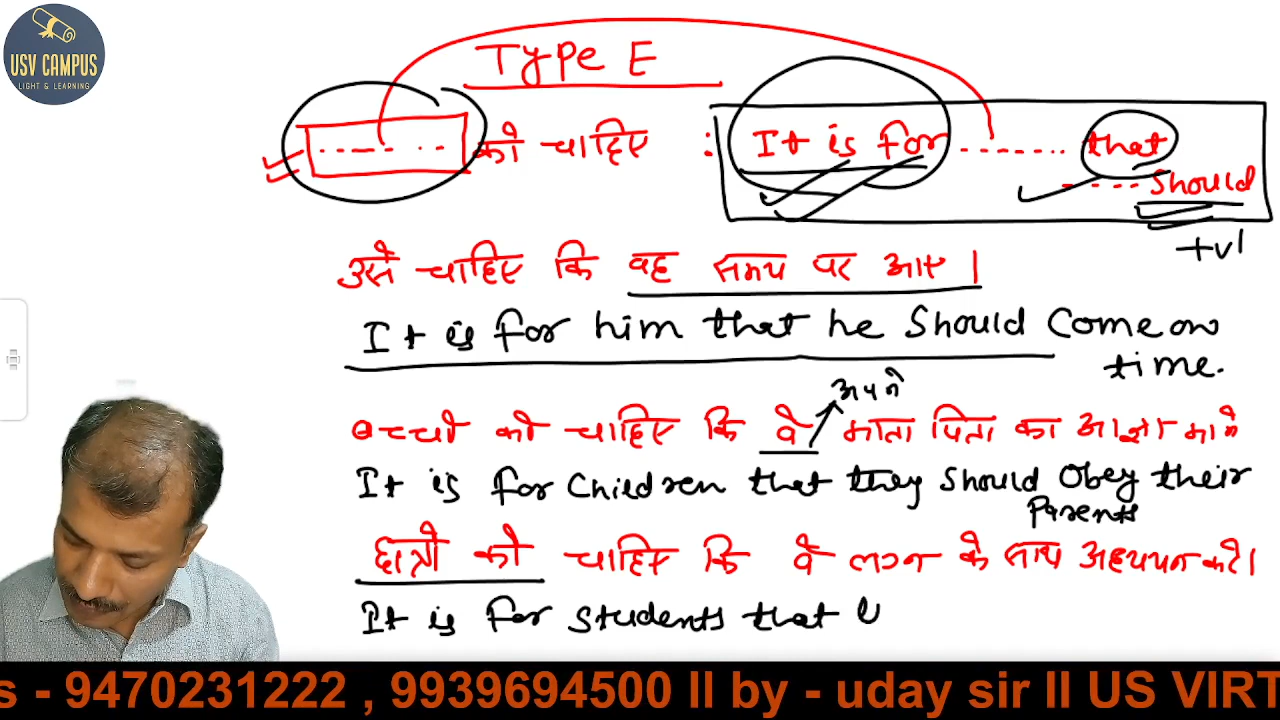 USV CAMPUS
LIGHT & LEARNING
Type E
को चाहिए : It is for ........ that
..... should
+v1
उसे चाहिए कि वह समय पर आए ।
It is for him that he should come on
time.
अपने
बच्चों को चाहिए कि वे माता पिता का आज्ञा माने
It is for children that they should obey their
Parents
छात्रों को चाहिए कि वे लगन के साथ अध्ययन करें।
It is for students that
s - 9470231222 , 9939694500 II by - uday sir II US VIRT